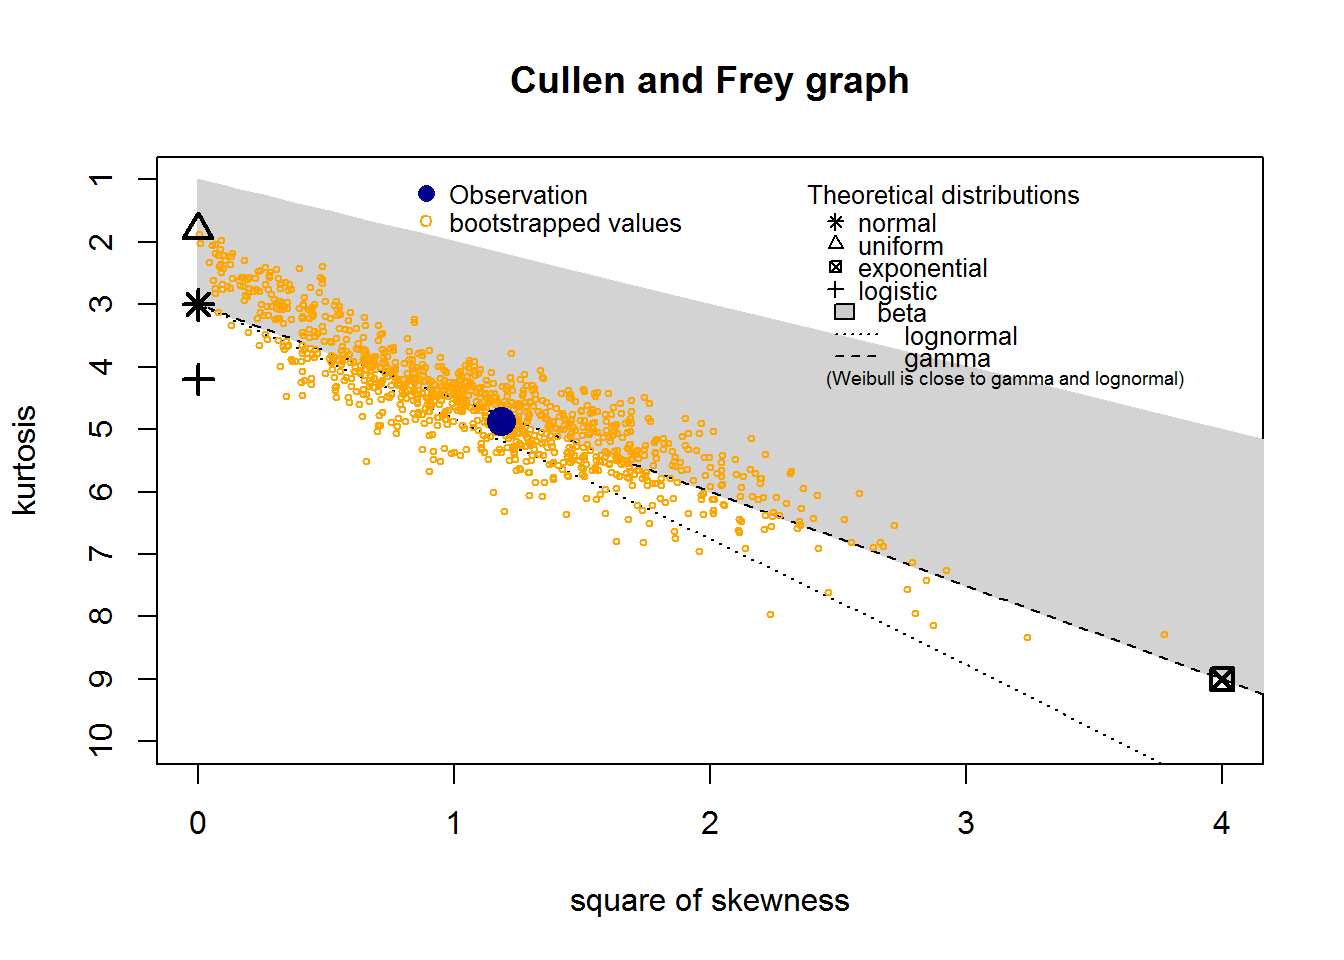 Cullen and Frey graph
Observation
bootstrapped values
Theoretical distributions
normal
uniform
exponential
logistic
beta
lognormal
gamma
(Weibull is close to gamma and lognormal)
kurtosis
1
2
3
4
5
6
7
8
9
10
0 1 2 3 4
square of skewness